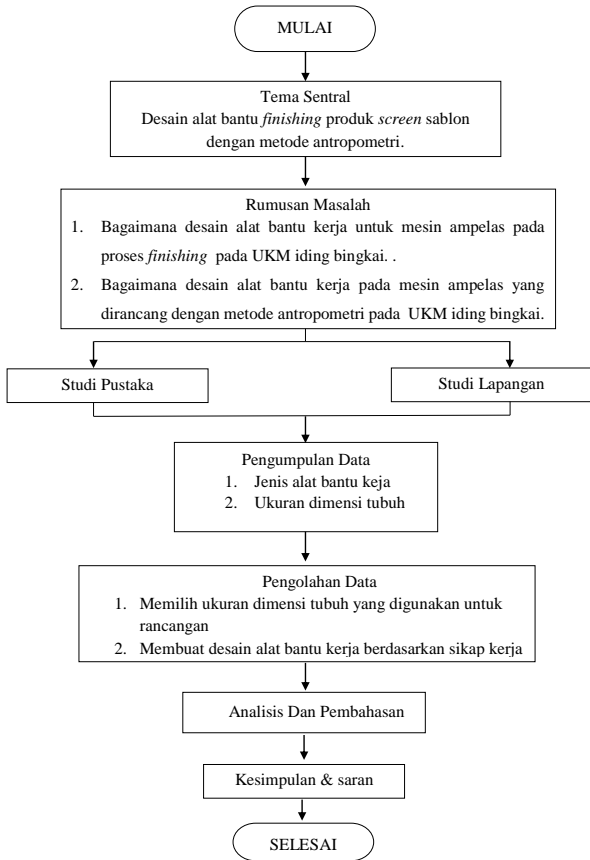 MULAI
Tema Sentral
Desain alat bantu finishing produk screen sablon
dengan metode antropometri.
Rumusan Masalah
1. Bagaimana desain alat bantu kerja untuk mesin ampelas pada
proses finishing pada UKM iding bingkai. .
2. Bagaimana desain alat bantu kerja pada mesin ampelas yang
dirancang dengan metode antropometri pada UKM iding bingkai.
Studi Pustaka
Studi Lapangan
Pengumpulan Data
1. Jenis alat bantu keja
2. Ukuran dimensi tubuh
Pengolahan Data
1. Memilih ukuran dimensi tubuh yang digunakan untuk
rancangan
2. Membuat desain alat bantu kerja berdasarkan sikap kerja
Analisis Dan Pembahasan
Kesimpulan & saran
SELESAI